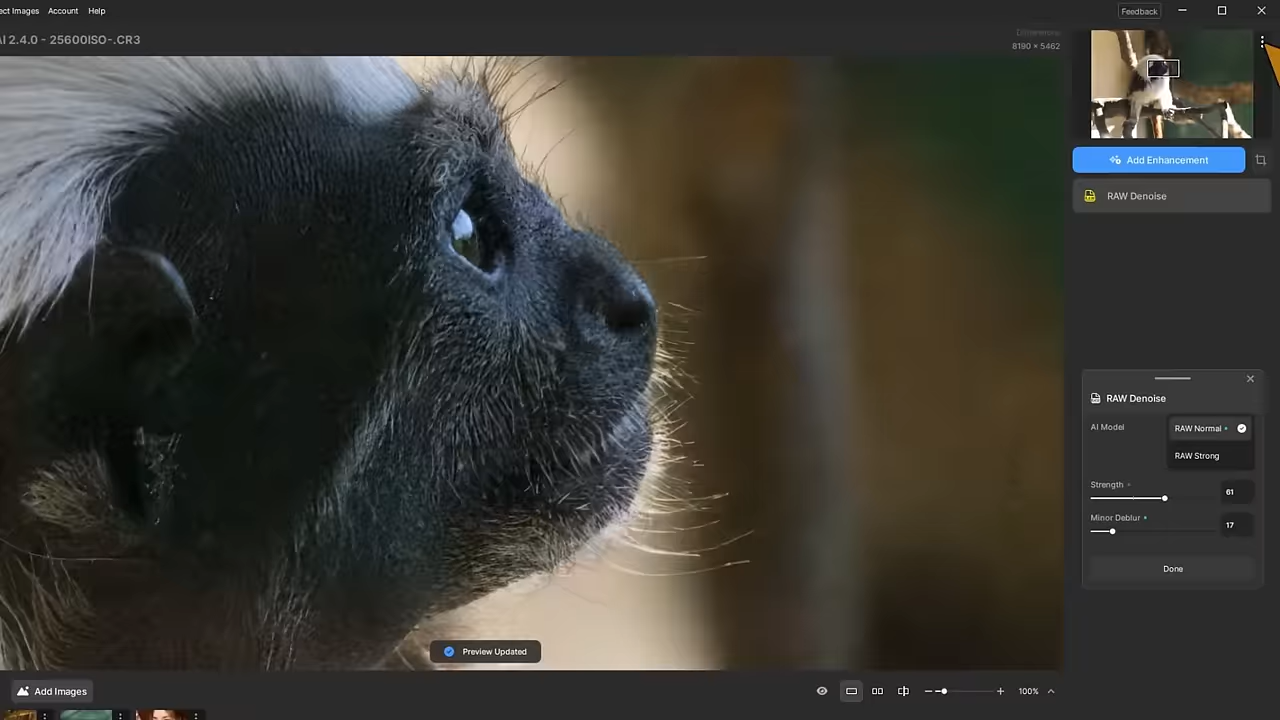 ect Images Account Help
Feedback
AI 2.4.0 - 25600ISO-.CR3
Dimensions
8190 × 5462
Add Enhancement
RAW Denoise
RAW Denoise
AI Model
RAW Normal
RAW Strong
Strength
61
Minor Deblur
17
Done
Preview Updated
Add Images
100%